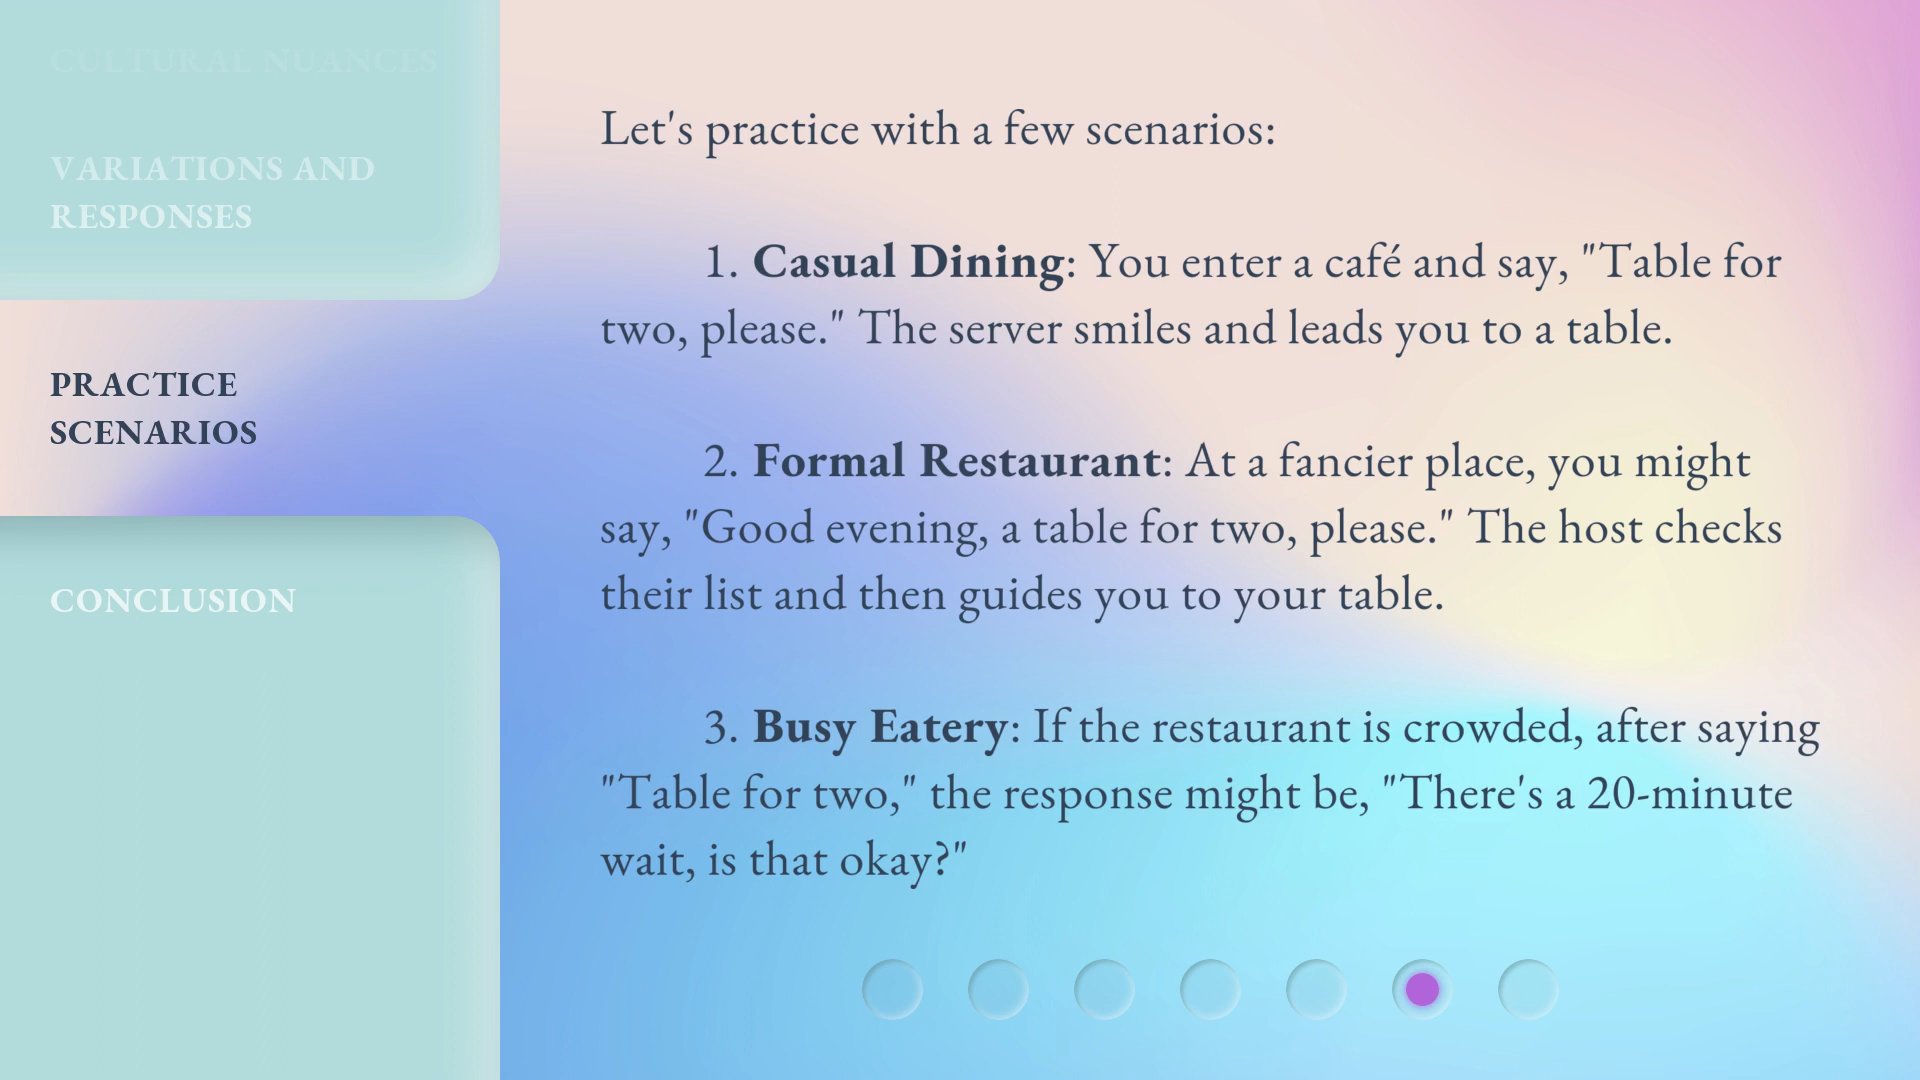 CULTURAL NUANCES
VARIATIONS AND
RESPONSES
PRACTICE
SCENARIOS
CONCLUSION
Let's practice with a few scenarios:
1. Casual Dining: You enter a café and say, "Table for
two, please." The server smiles and leads you to a table.
2. Formal Restaurant: At a fancier place, you might
say, "Good evening, a table for two, please." The host checks
their list and then guides you to your table.
3. Busy Eatery: If the restaurant is crowded, after saying
"Table for two," the response might be, "There's a 20-minute
wait, is that okay?"